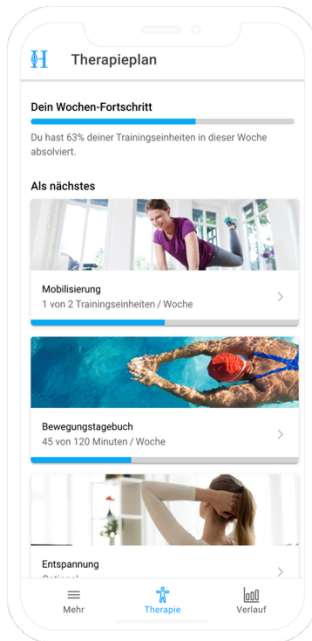 Therapieplan
Dein Wochen-Fortschritt
Du hast 63% deiner Trainingseinheiten in dieser Woche
absolviert.
Als nächstes
Mobilisierung
1 von 2 Trainingseinheiten / Woche
Bewegungstagebuch
45 von 120 Minuten / Woche
Entspannung
Mehr
Therapie
Verlauf